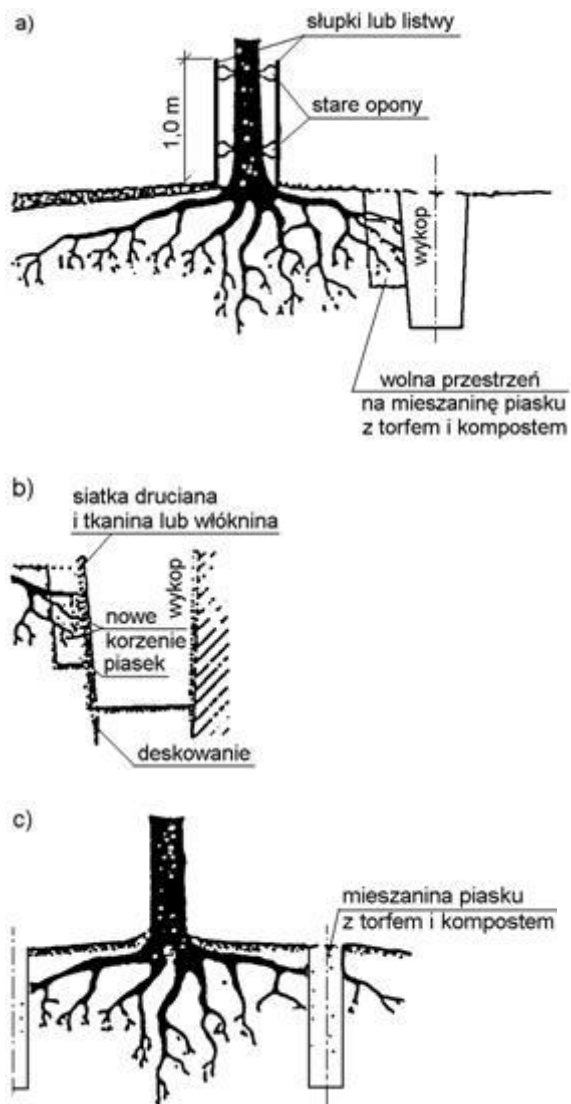 a)
słupki lub listwy
stare opony
1,0 m
wykop
wolna przestrzeń
na mieszaninę piasku
z torfem i kompostem
b)
siatka druciana
i tkanina lub włóknina
wykop
nowe
korzenie
piasek
deskowanie
c)
mieszanina piasku
z torfem i kompostem